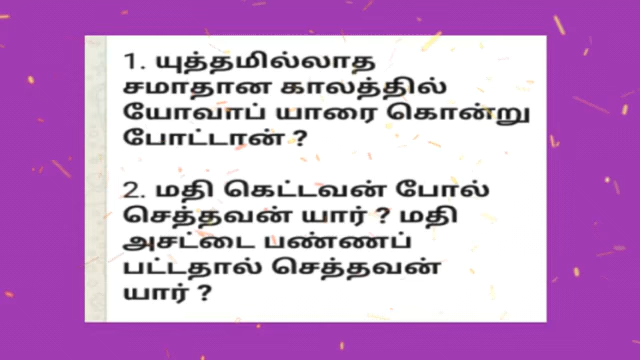 1. யுத்தமில்லாத
சமாதான காலத்தில்
யோவாப் யாரை கொன்று
போட்டான் ?
2. மதி கெட்டவன் போல்
செத்தவன் யார் ? மதி
அசட்டை பண்ணப்
பட்டதால் செத்தவன்
யார் ?